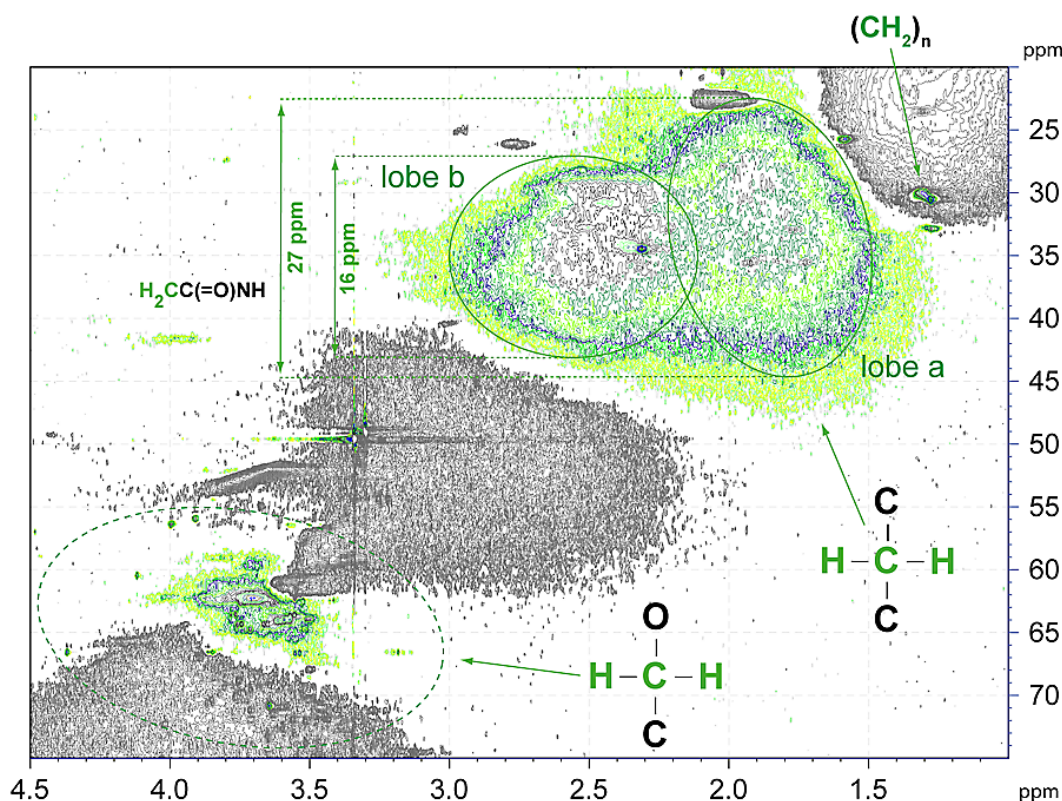 (CH2)n
ppm
25
30
35
40
45
50
55
60
65
70
lobe b
lobe a
27 ppm
16 ppm
H2CC(=O)NH
C
H – C – H
C
O
H – C – H
C
4.5
4.0
3.5
3.0
2.5
2.0
1.5
ppm